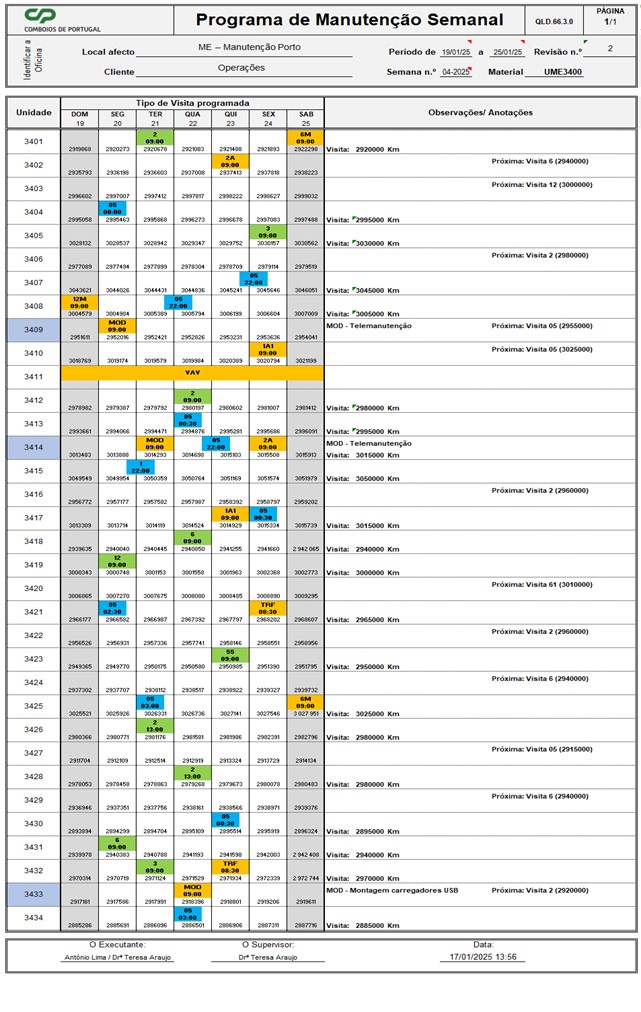 CP
COMBOIOS DE PORTUGAL
Programa de Manutenção Semanal
QLD.66.3.0
PÁGINA
1/1
Identificar a Oficina
Local afecto ME – Manutenção Porto
Período de 19/01/25 a 25/01/25 Revisão n.º 2
Cliente Operações
Semana n.º 04-2025 Material UME3400
Unidade Tipo de Visita programada Observações/ Anotações
DOM SEG TER QUA QUI SEX SAB
19 20 21 22 23 24 25
3401 2 09:00 6M 09:00
2919868 2920273 2920678 2921083 2921488 2921893 2922298 Visita: 2920000 Km
3402 2A 09:00 Próxima: Visita 6 (2940000)
2935793 2936198 2936603 2937008 2937413 2937818 2938223
3403 Próxima: Visita 12 (3000000)
2996602 2997007 2997412 2997817 2998222 2998627 2999032
3404 05 00:00
2995058 2995463 2995868 2996273 2996678 2997083 2997488 Visita: 2995000 Km
3405 3 09:00
3028132 3028537 3028942 3029347 3029752 3030157 3030562 Visita: 3030000 Km
3406 Próxima: Visita 2 (2980000)
2977089 2977494 2977899 2978304 2978709 2979114 2979519
3407 05 22:00
3043621 3044026 3044431 3044836 3045241 3045646 3046051 Visita: 3045000 Km
3408 12M 09:00 05 22:00
3004579 3004984 3005389 3005794 3006199 3006604 3007009 Visita: 3005000 Km
3409 MOD 09:00 MOD - Telemanutenção Próxima: Visita 05 (2955000)
2951611 2952016 2952421 2952826 2953231 2953636 2954041
3410 1A1 09:00 Próxima: Visita 05 (3025000)
3018769 3019174 3019579 3019984 3020389 3020794 3021199
3411 VAV
3412 2 09:00
2978982 2979387 2979792 2980197 2980602 2981007 2981412 Visita: 2980000 Km
3413 05 00:30
2993661 2994066 2994471 2994876 2995281 2995686 2996091 Visita: 2995000 Km
3414 MOD 09:00 05 22:00 2A 09:00 MOD - Telemanutenção
3013483 3013888 3014293 3014698 3015103 3015508 3015913 Visita: 3015000 Km
3415 1 22:00
3049549 3049954 3050359 3050764 3051169 3051574 3051979 Visita: 3050000 Km
3416 Próxima: Visita 2 (2960000)
2956772 2957177 2957582 2957987 2958392 2958797 2959202
3417 1A1 09:00 05 00:30
3013309 3013714 3014119 3014524 3014929 3015334 3015739 Visita: 3015000 Km
3418 6 09:00
2939635 2940040 2940445 2940850 2941255 2941660 2 942 065 Visita: 2940000 Km
3419 12 09:00
3000343 3000748 3001153 3001558 3001963 3002368 3002773 Visita: 3000000 Km
3420 Próxima: Visita 61 (3010000)
3006865 3007270 3007675 3008080 3008485 3008890 3009295
3421 05 02:30 TRF 08:30
2966177 2966582 2966987 2967392 2967797 2968202 2968607 Visita: 2965000 Km
3422 Próxima: Visita 2 (2960000)
2956526 2956931 2957336 2957741 2958146 2958551 2958956
3423 55 09:00
2949365 2949770 2950175 2950580 2950985 2951390 2951795 Visita: 2950000 Km
3424 Próxima: Visita 6 (2940000)
2937302 2937707 2938112 2938517 2938922 2939327 2939732
3425 05 03:00 6M 09:00
3025521 3025926 3026331 3026736 3027141 3027546 3 027 951 Visita: 3025000 Km
3426 2 13:00
2980366 2980771 2981176 2981581 2981986 2982391 2982796 Visita: 2980000 Km
3427 Próxima: Visita 05 (2915000)
2911704 2912109 2912514 2912919 2913324 2913729 2914134
3428 2 13:00
2978053 2978458 2978863 2979268 2979673 2980078 2980483 Visita: 2980000 Km
3429 Próxima: Visita 6 (2940000)
2936946 2937351 2937756 2938161 2938566 2938971 2939376
3430 05 00:30
2893894 2894299 2894704 2895109 2895514 2895919 2896324 Visita: 2895000 Km
3431 6 09:00
2939978 2940383 2940788 2941193 2941598 2942003 2 942 408 Visita: 2940000 Km
3432 3 09:00 TRF 08:30
2970314 2970719 2971124 2971529 2971934 2972339 2 972 744 Visita: 2970000 Km
3433 MOD 09:00 MOD - Montagem carregadores USB Próxima: Visita 2 (2920000)
2917181 2917586 2917991 2918396 2918801 2919206 2919611
3434 05 03:00
2885286 2885691 2886096 2886501 2886906 2887311 2887716 Visita: 2885000 Km
O Executante: O Supervisor: Data:
António Lima / Drª Teresa Araujo Drª Teresa Araujo 17/01/2025 13:56